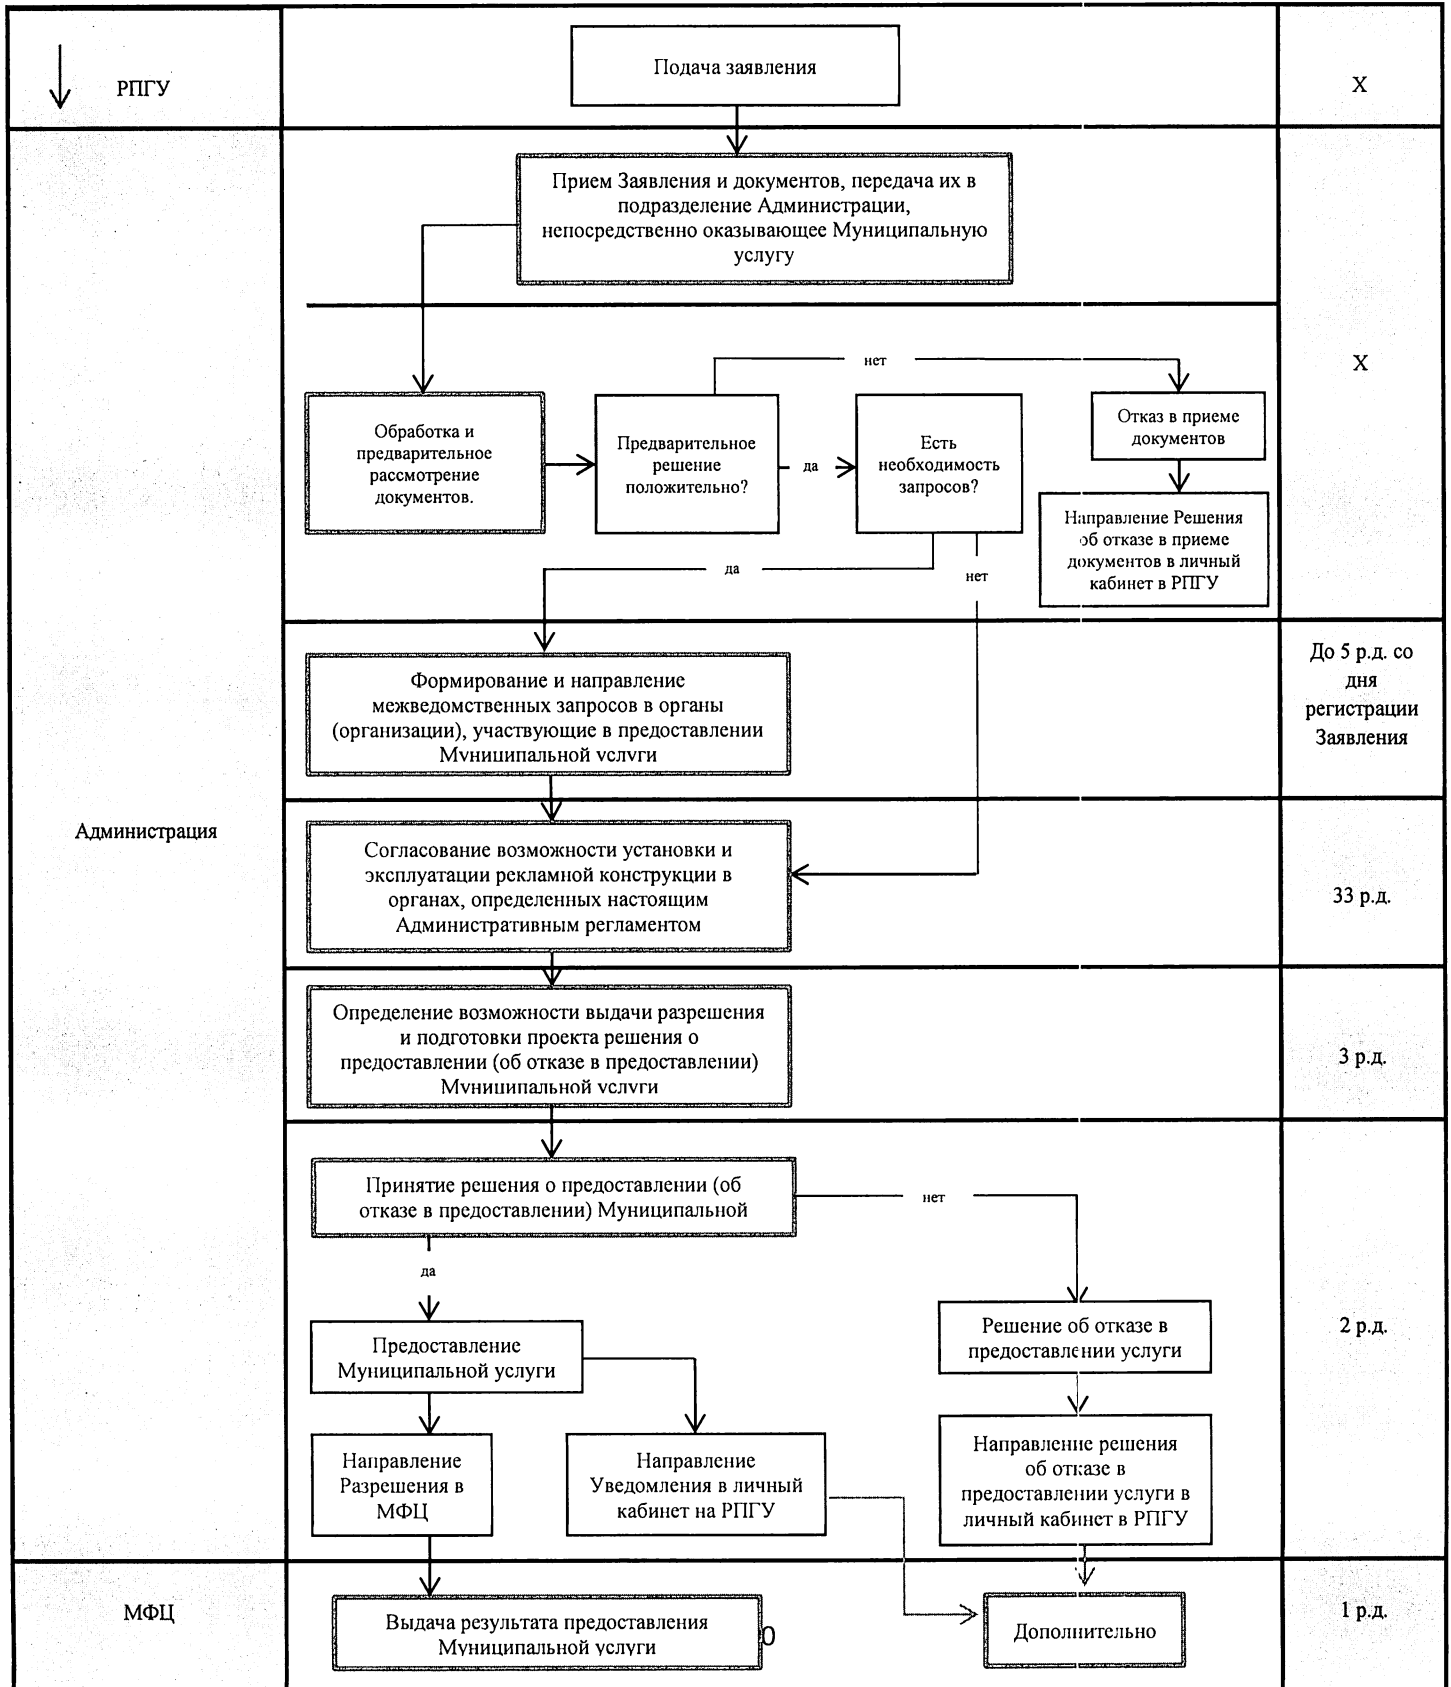 РПГУ
Подача заявления
X
Прием Заявления и документов, передача их в
подразделение Администрации,
непосредственно оказывающее Муниципальную
услугу
X
нет
Обработка и
предварительное
рассмотрение
документов.
Предварительное
решение
положительно?
да
Есть
необходимость
запросов?
Отказ в приеме
документов
Направление Решения
об отказе в приеме
документов в личный
кабинет в РПГУ
да
нет
Формирование и направление
межведомственных запросов в органы
(организации), участвующие в предоставлении
Муниципальной услуги
До 5 р.д. со
дня
регистрации
Заявления
Администрация
Согласование возможности установки и
эксплуатации рекламной конструкции в
органах, определенных настоящим
Административным регламентом
33 р.д.
Определение возможности выдачи разрешения
и подготовки проекта решения о
предоставлении (об отказе в предоставлении)
Муниципальной услуги
3 р.д.
Принятие решения о предоставлении (об
отказе в предоставлении) Муниципальной
нет
да
Предоставление
Муниципальной услуги
Решение об отказе в
предоставлении услуги
2 р.д.
Направление
Разрешения в
МФЦ
Направление
Уведомления в личный
кабинет на РПГУ
Направление решения
об отказе в
предоставлении услуги в
личный кабинет в РПГУ
МФЦ
Выдача результата предоставления
Муниципальной услуги
0
Дополнительно
1 р.д.